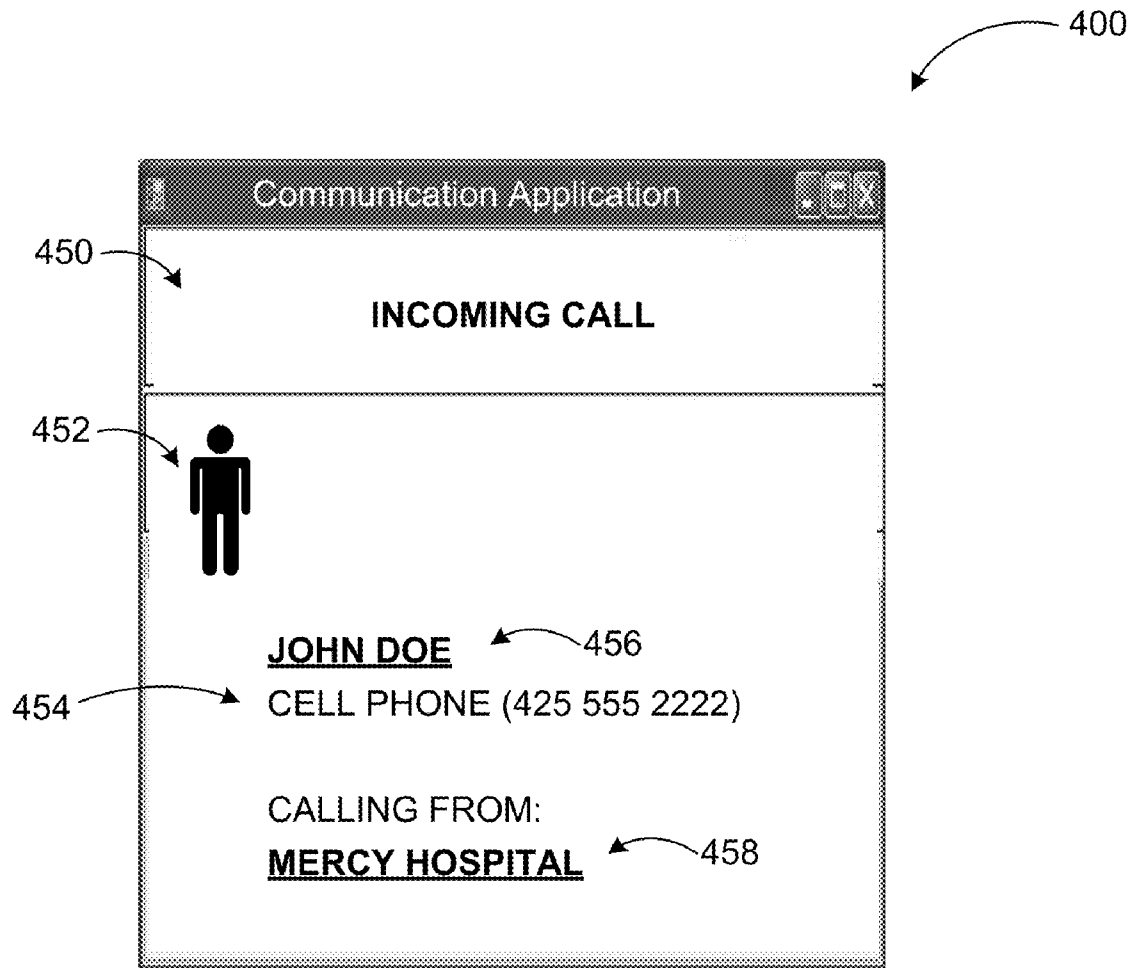 400
Communication Application
X
450
INCOMING CALL
452
JOHN DOE
456
454
CELL PHONE (425 555 2222)
CALLING FROM:
MERCY HOSPITAL
458